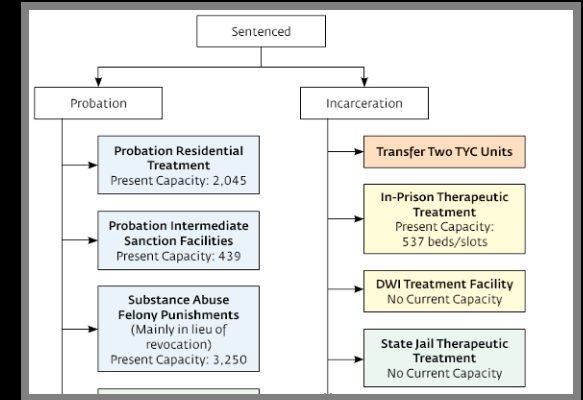 Sentenced
Probation
Incarceration
Probation Residential
Treatment
Present Capacity: 2,045
Probation Intermediate
Sanction Facilities
Present Capacity: 439
Substance Abuse
Felony Punishments
(Mainly in lieu of
revocation)
Present Capacity: 3,250
Transfer Two TYC Units
In-Prison Therapeutic
Treatment
Present Capacity:
537 beds/slots
DWI Treatment Facility
No Current Capacity
State Jail Therapeutic
Treatment
No Current Capacity